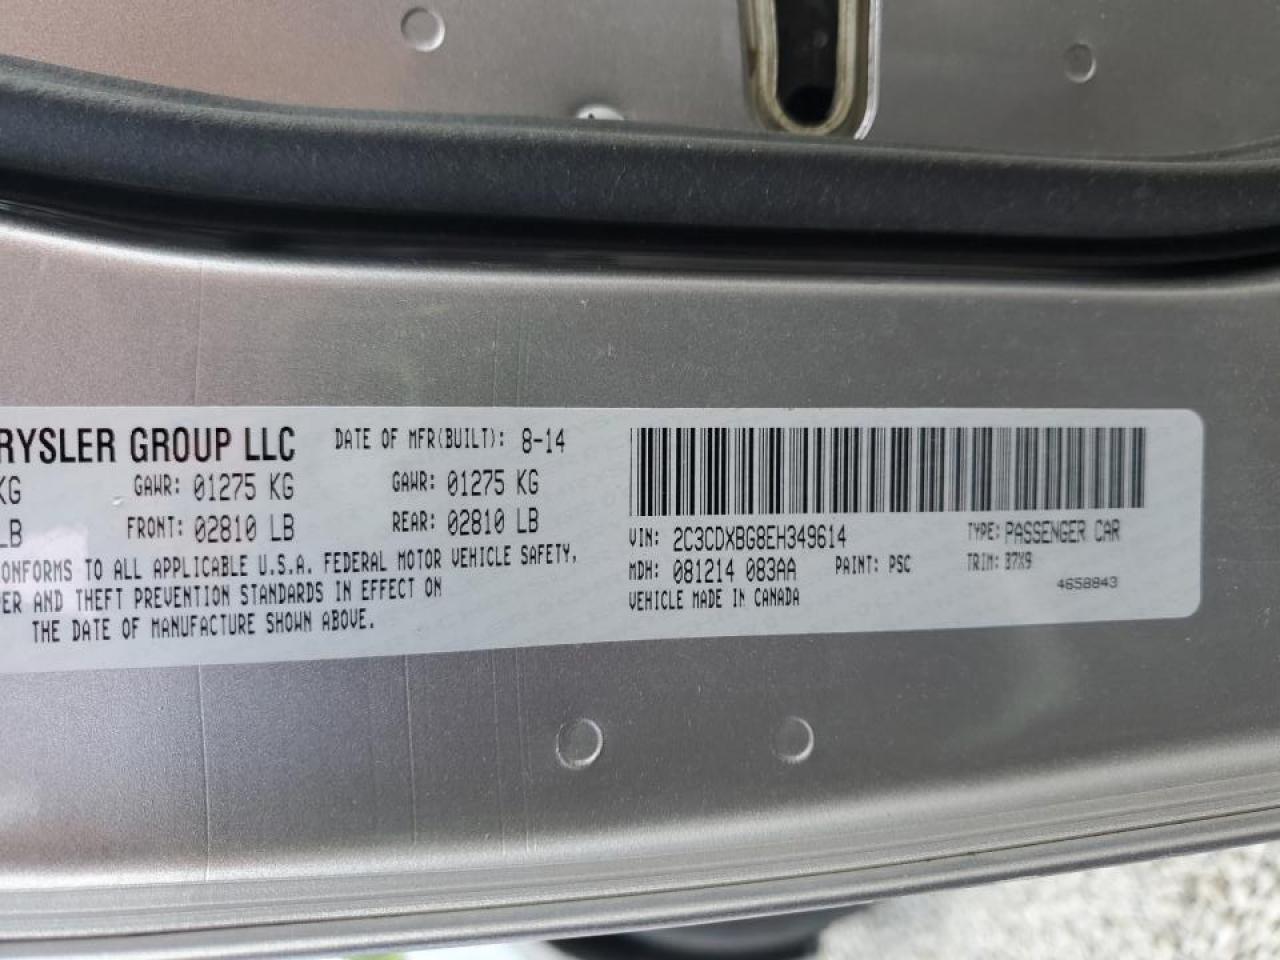 RYSLER GROUP LLC DATE OF MFR(BUILT): 8-14
KG GAWR: 01275 KG GAWR: 01275 KG
LB FRONT: 02810 LB REAR: 02810 LB
ONFORMS TO ALL APPLICABLE U.S.A. FEDERAL MOTOR VEHICLE SAFETY,
PER AND THEFT PREVENTION STANDARDS IN EFFECT ON
THE DATE OF MANUFACTURE SHOWN ABOVE.
VIN: 2C3CDXBG8EH349614 TYPE: PASSENGER CAR
MDH: 081214 083AA PAINT: PSC TRIM: B7X9
VEHICLE MADE IN CANADA 4658843